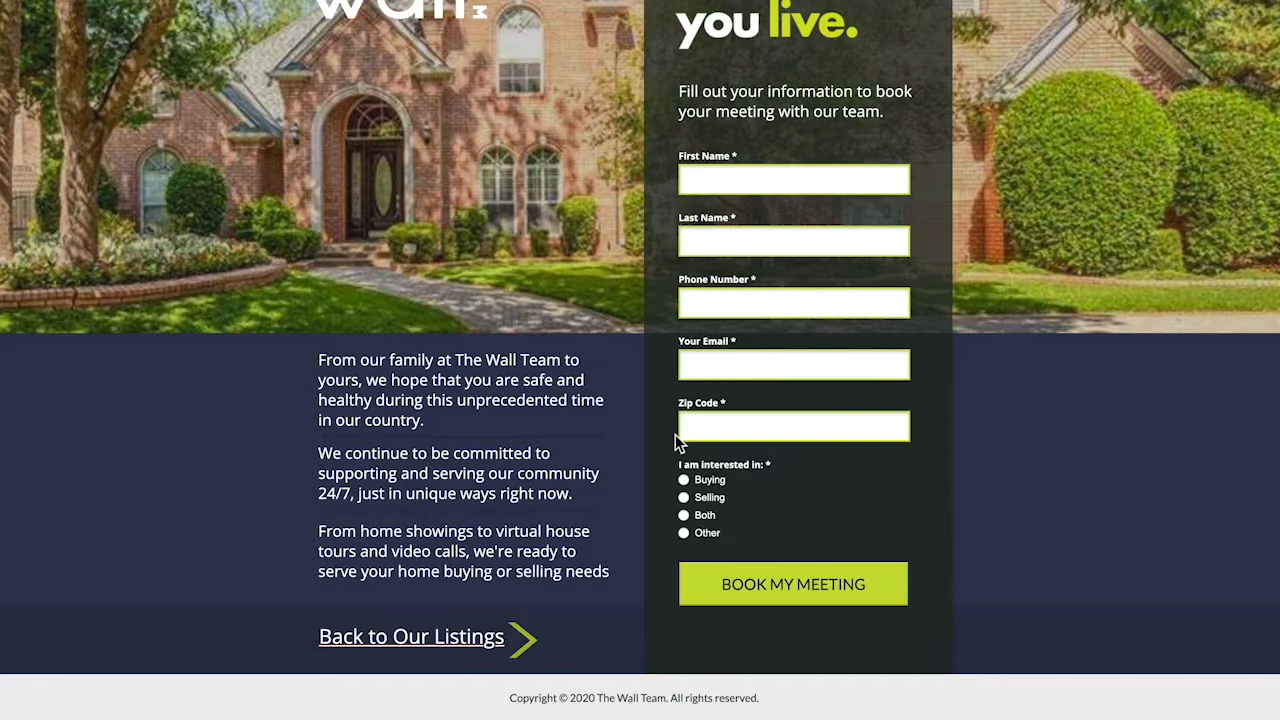 wall
you live.
Fill out your information to book
your meeting with our team.
First Name *
Last Name *
Phone Number *
Your Email *
Zip Code *
I am interested in: *
Buying
Selling
Both
Other
BOOK MY MEETING
From our family at The Wall Team to
yours, we hope that you are safe and
healthy during this unprecedented time
in our country.
We continue to be committed to
supporting and serving our community
24/7, just in unique ways right now.
From home showings to virtual house
tours and video calls, we're ready to
serve your home buying or selling needs
Back to Our Listings
Copyright © 2020 The Wall Team. All rights reserved.